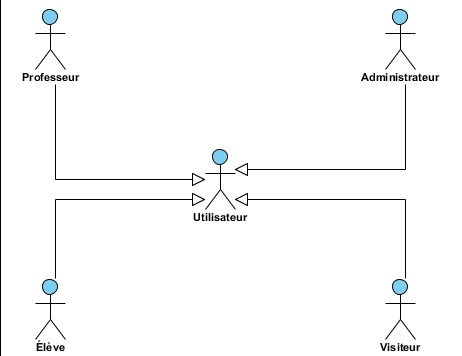 Professeur
Administrateur
Utilisateur
Élève
Visiteur